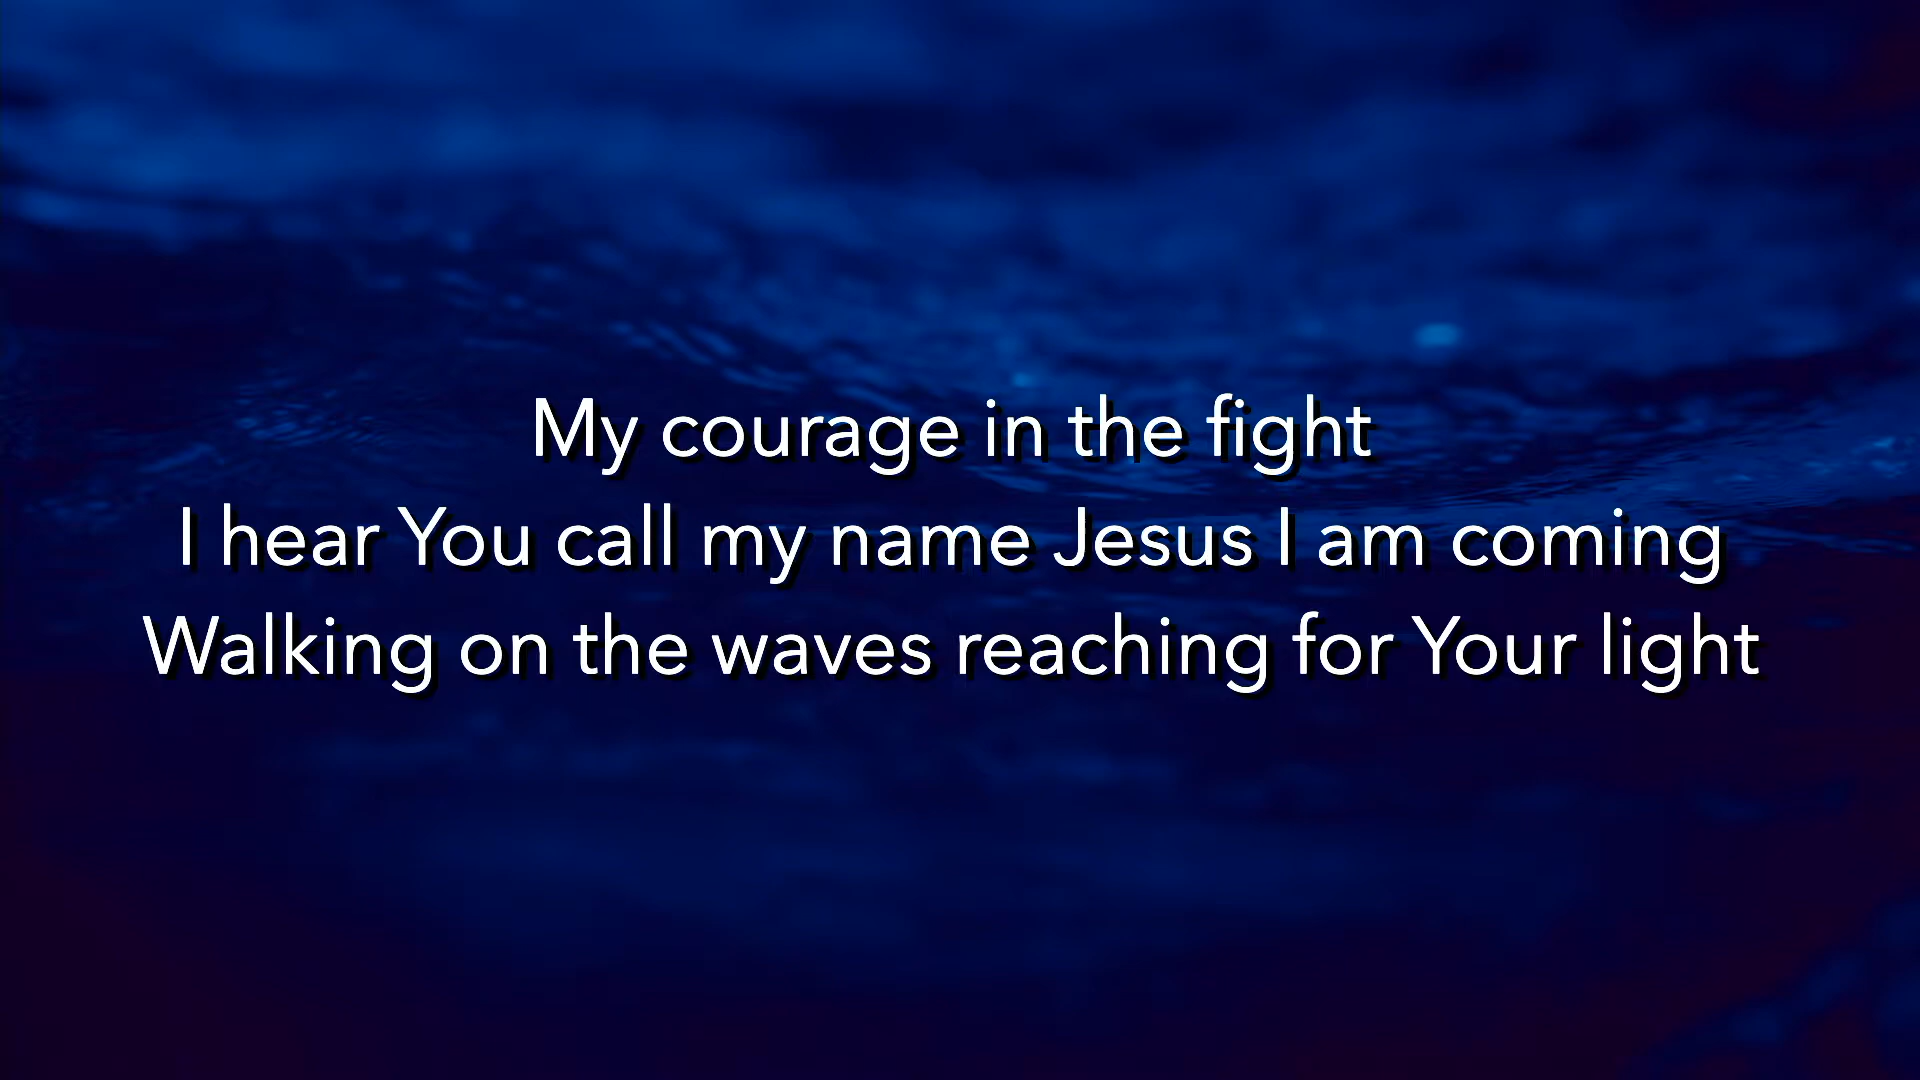 My courage in the fight
I hear You call my name Jesus I am coming
Walking on the waves reaching for Your light